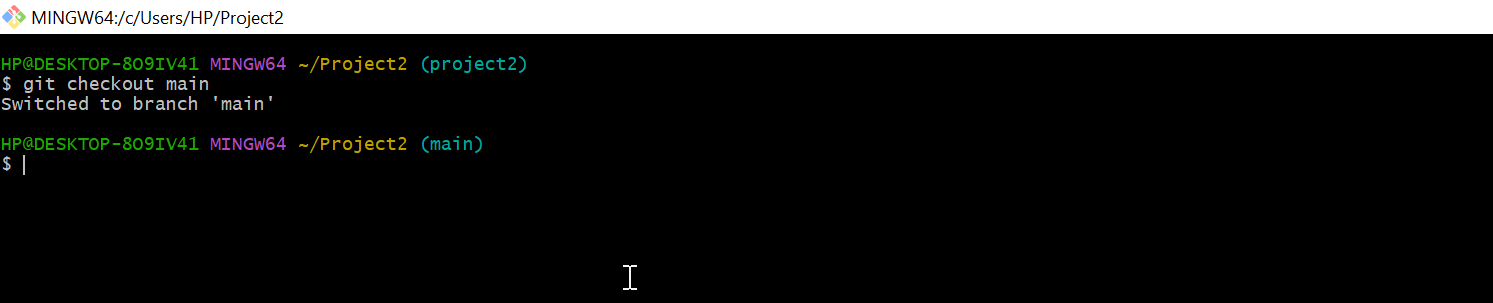 MINGW64:/c/Users/HP/Project2
HP@DESKTOP-8O9IV41 MINGW64 ~/Project2 (project2)
$ git checkout main
Switched to branch 'main'
HP@DESKTOP-8O9IV41 MINGW64 ~/Project2 (main)
$